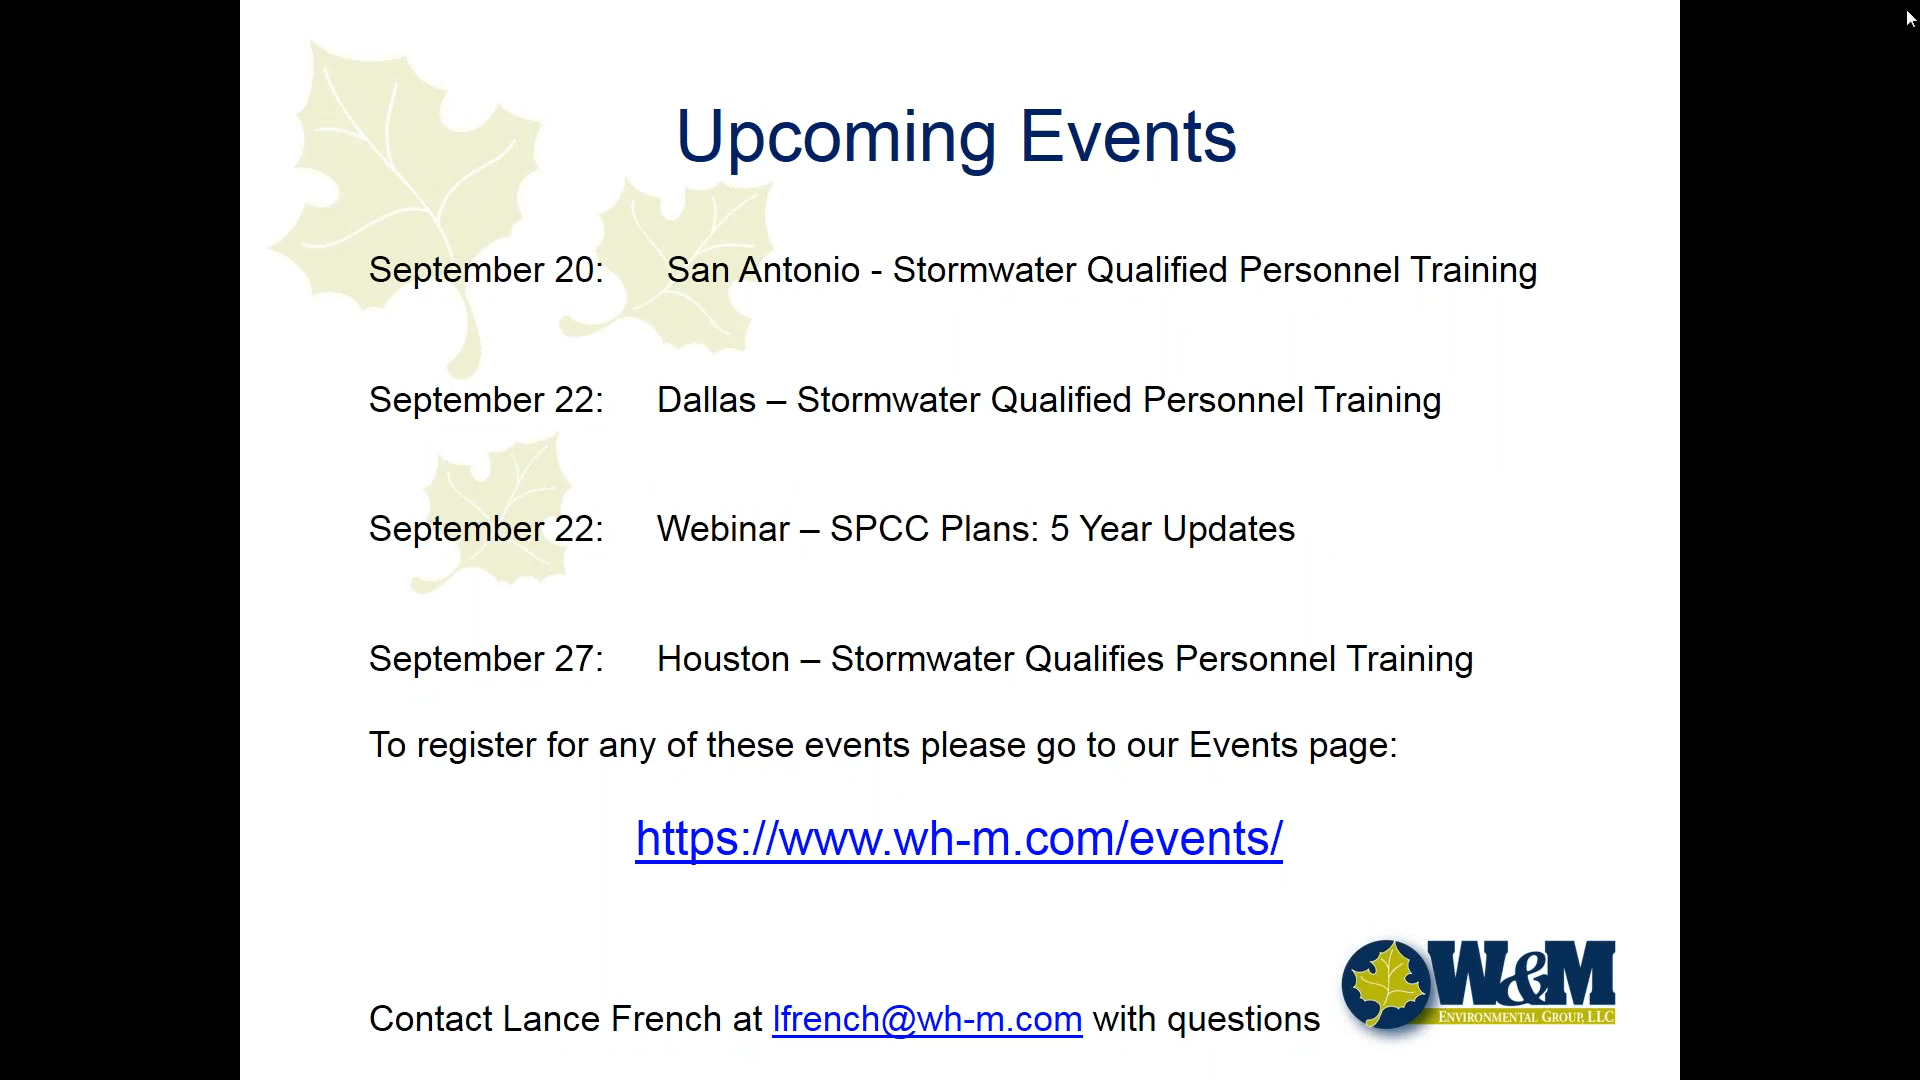 Upcoming Events
September 20: San Antonio - Stormwater Qualified Personnel Training
September 22: Dallas – Stormwater Qualified Personnel Training
September 22: Webinar – SPCC Plans: 5 Year Updates
September 27: Houston – Stormwater Qualifies Personnel Training
To register for any of these events please go to our Events page:
https://www.wh-m.com/events/
Contact Lance French at lfrench@wh-m.com with questions
W&M
ENVIRONMENTAL GROUP, LLC